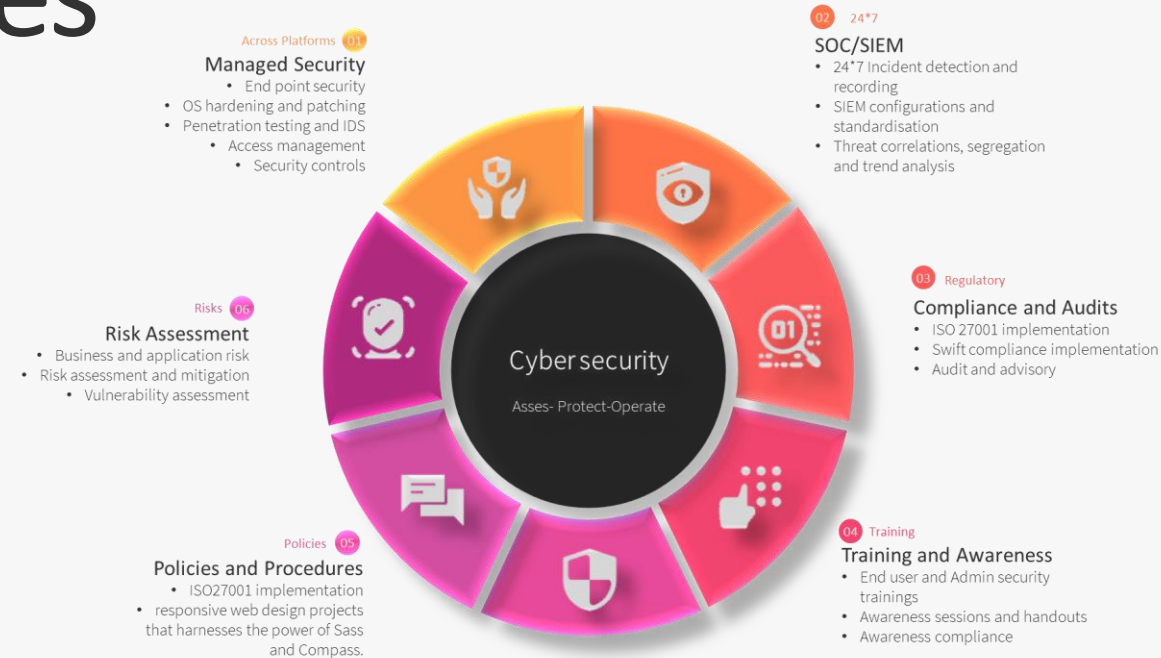 es
Across Platforms 01
Managed Security
• End point security
• OS hardening and patching
• Penetration testing and IDS
• Access management
• Security controls
02 24*7
SOC/SIEM
• 24*7 Incident detection and
recording
• SIEM configurations and
standardisation
• Threat correlations, segregation
and trend analysis
03 Regulatory
Compliance and Audits
• ISO 27001 implementation
• Swift compliance implementation
• Audit and advisory
04 Training
Training and Awareness
• End user and Admin security
trainings
• Awareness sessions and handouts
• Awareness compliance
Policies 05
Policies and Procedures
• ISO27001 implementation
• responsive web design projects
that harnesses the power of Sass
and Compass.
Risks 06
Risk Assessment
• Business and application risk
• Risk assessment and mitigation
• Vulnerability assessment
Cyber security
Asses- Protect-Operate
01